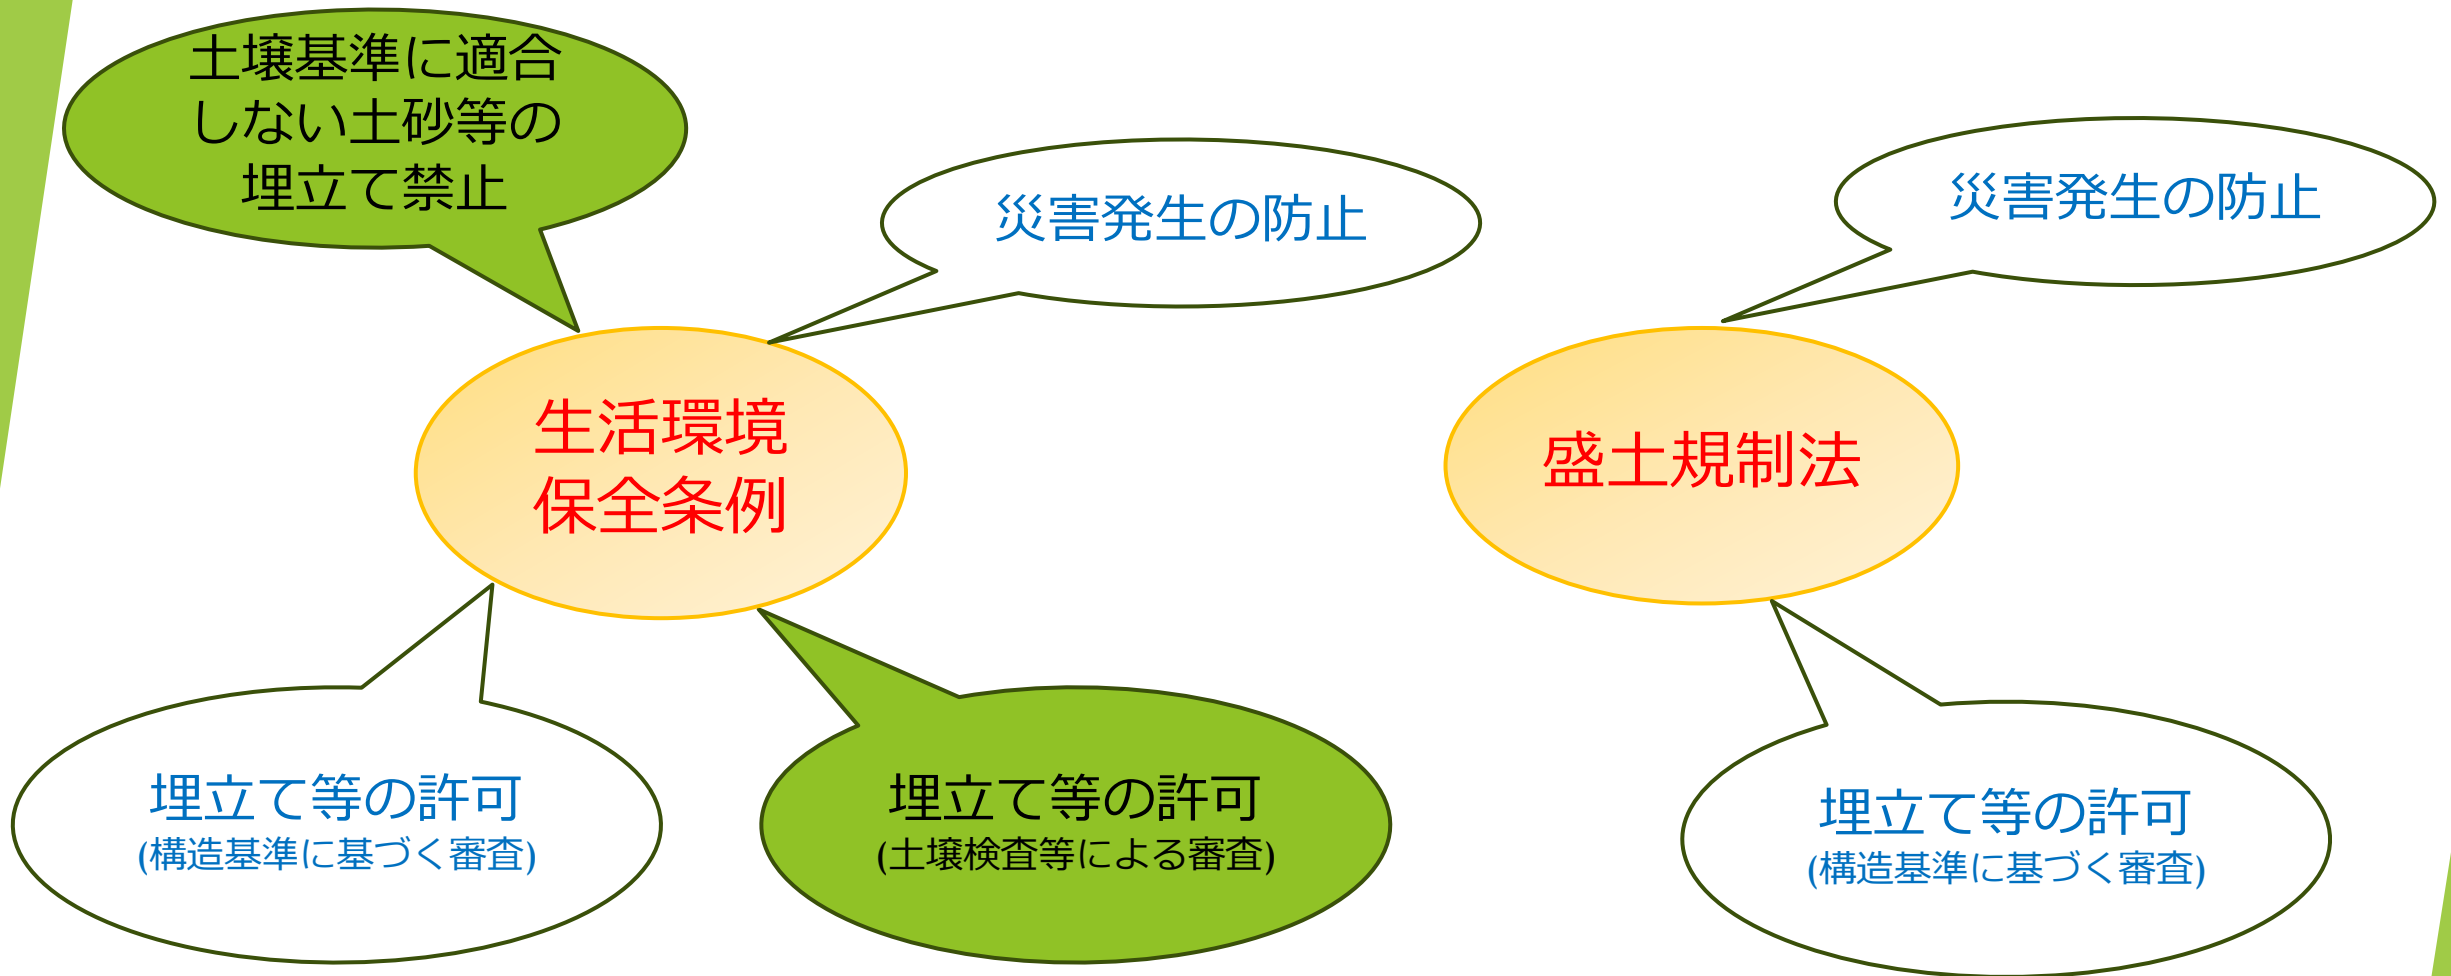 土壌基準に適合
しない土砂等の
埋立て禁止
災害発生の防止
災害発生の防止
生活環境
保全条例
盛土規制法
埋立て等の許可
(構造基準に基づく審査)
埋立て等の許可
(土壌検査等による審査)
埋立て等の許可
(構造基準に基づく審査)